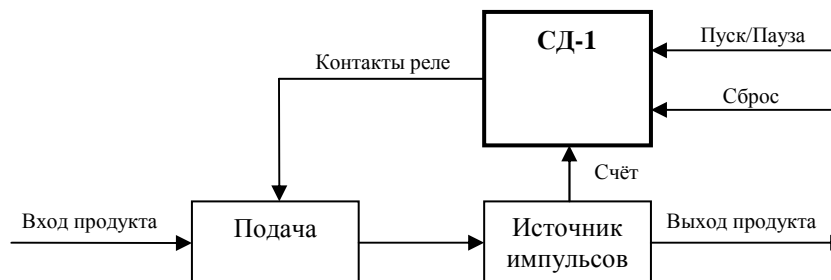 СД-1
Пуск/Пауза
Контакты реле
Сброс
Счёт
Вход продукта
Подача
Источник
импульсов
Выход продукта